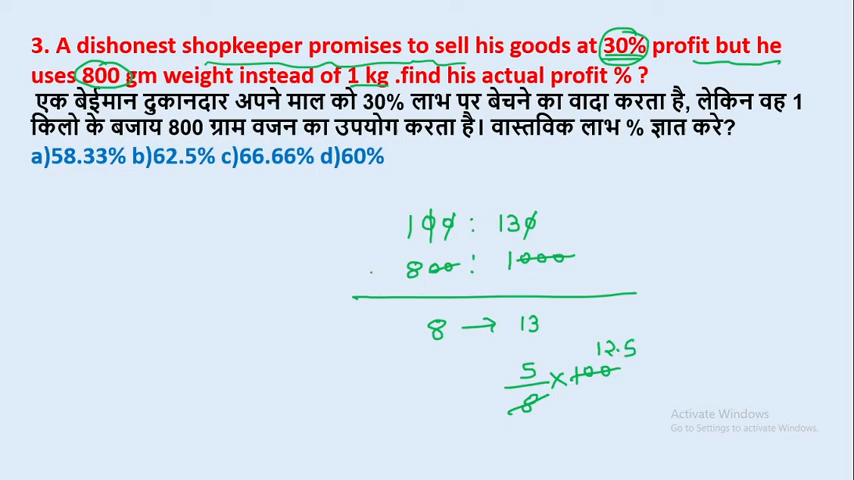 3. A dishonest shopkeeper promises to sell his goods at 30% profit but he
uses 800 gm weight instead of 1 kg .find his actual profit % ?
एक बेईमान दुकानदार अपने माल को 30% लाभ पर बेचने का वादा करता है, लेकिन वह 1
किलो के बजाय 800 ग्राम वजन का उपयोग करता है। वास्तविक लाभ % ज्ञात करे?
a)58.33% b)62.5% c)66.66% d)60%
100 : 130
800 : 1000
8 → 13
12.5
5/8 × 100
Activate Windows
Go to Settings to activate Windows.